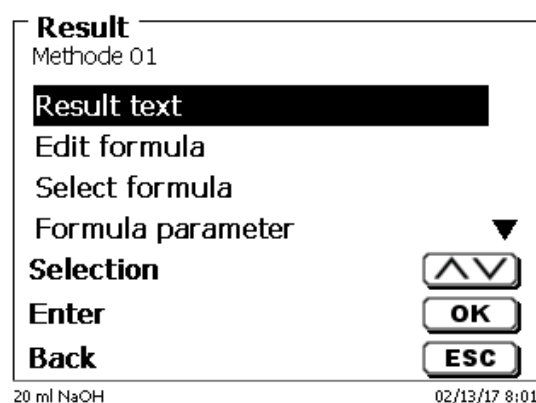 Result
Methode 01
Result text
Edit formula
Select formula
Formula parameter
Selection
Enter OK
Back ESC
20 ml NaOH 02/13/17 8:01